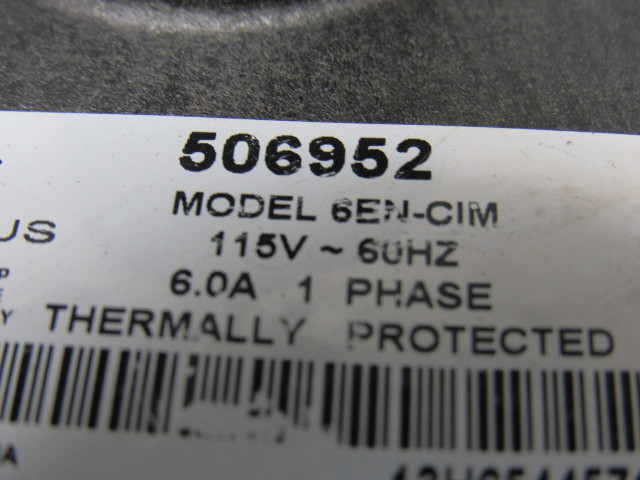 506952
MODEL 6EN-CIM
US
115V ~ 60HZ
6.0A 1 PHASE
THERMALLY PROTECTED